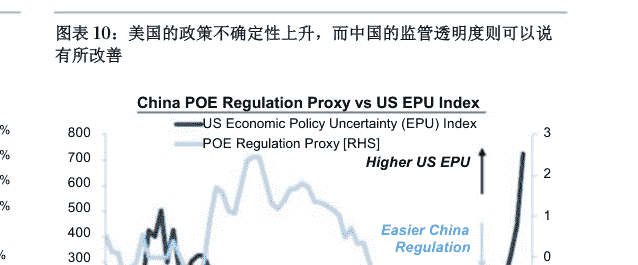 图表 10：美国的政策不确定性上升，而中国的监管透明度则可以说
有所改善
China POE Regulation Proxy vs US EPU Index
US Economic Policy Uncertainty (EPU) Index
POE Regulation Proxy [RHS]
Higher US EPU
Easier China
Regulation
800
700
600
500
400
300
3
2
1
0
%
%
%
%
%